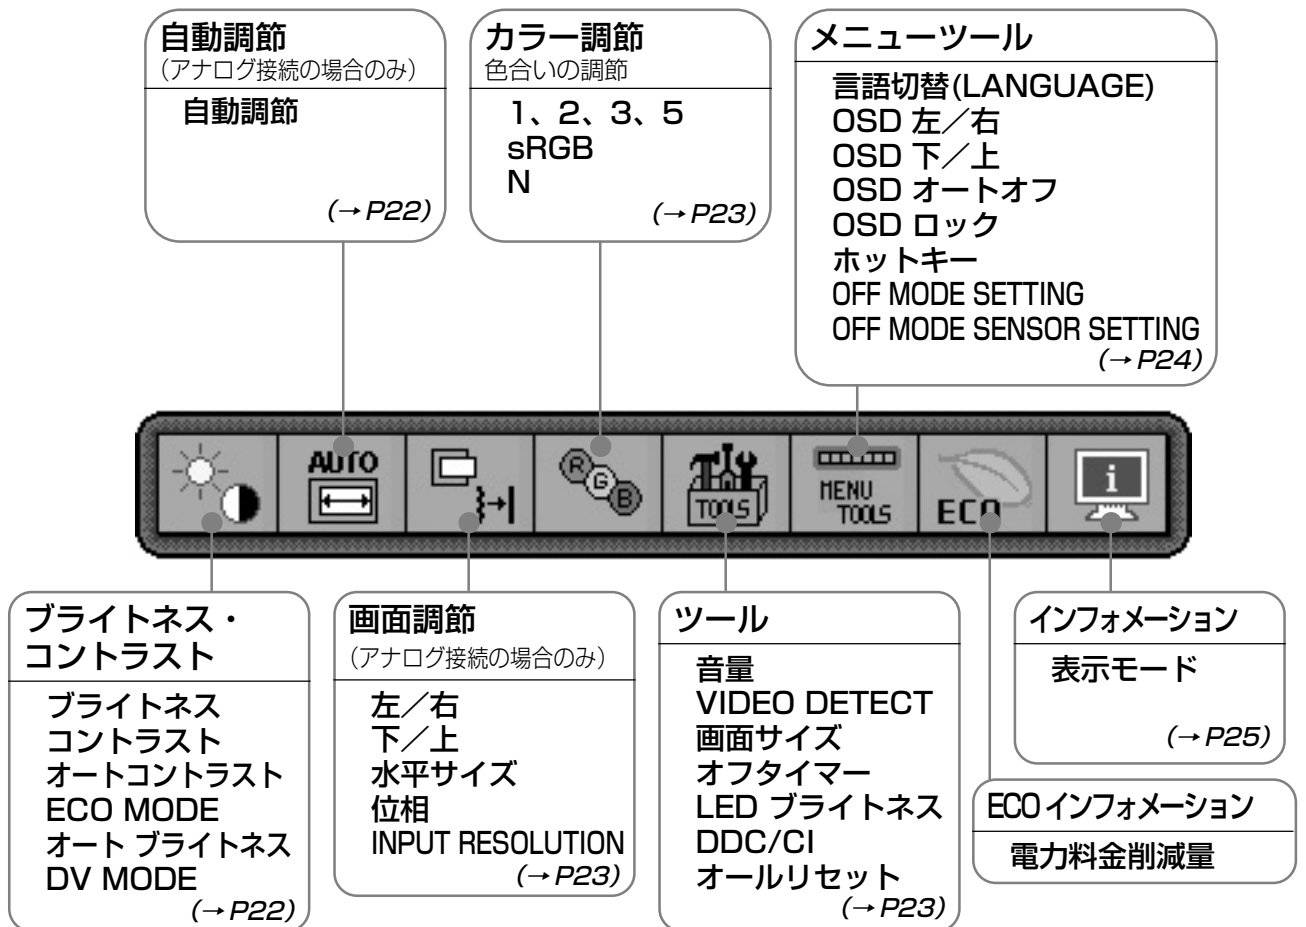 自動調節
（アナログ接続の場合のみ）
自動調節
（→P22）
カラー調節
色合いの調節
1、2、3、5
sRGB
N
（→P23）
メニューツール
言語切替(LANGUAGE)
OSD 左／右
OSD 下／上
OSD オートオフ
OSD ロック
ホットキー
OFF MODE SETTING
OFF MODE SENSOR SETTING
（→P24）
AUTO
R
G
B
TOOLS
MENU
TOOLS
ECO
i
ブライトネス・
コントラスト
ブライトネス
コントラスト
オートコントラスト
ECO MODE
オート ブライトネス
DV MODE
（→P22）
画面調節
（アナログ接続の場合のみ）
左／右
下／上
水平サイズ
位相
INPUT RESOLUTION
（→P23）
ツール
音量
VIDEO DETECT
画面サイズ
オフタイマー
LED ブライトネス
DDC/CI
オールリセット
（→P23）
インフォメーション
表示モード
（→P25）
ECOインフォメーション
電力料金削減量